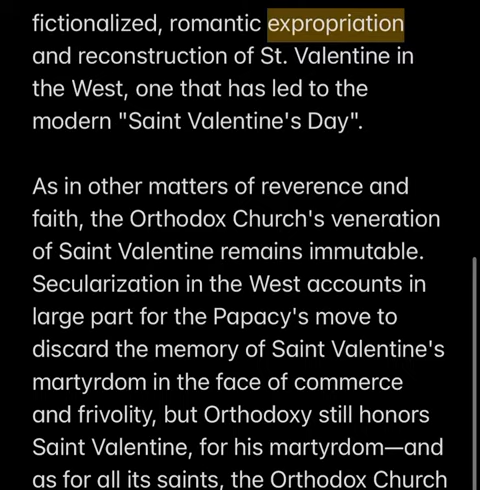 fictionalized, romantic expropriation
and reconstruction of St. Valentine in
the West, one that has led to the
modern "Saint Valentine's Day".
As in other matters of reverence and
faith, the Orthodox Church's veneration
of Saint Valentine remains immutable.
Secularization in the West accounts in
large part for the Papacy's move to
discard the memory of Saint Valentine's
martyrdom in the face of commerce
and frivolity, but Orthodoxy still honors
Saint Valentine, for his martyrdom—and
as for all its saints, the Orthodox Church